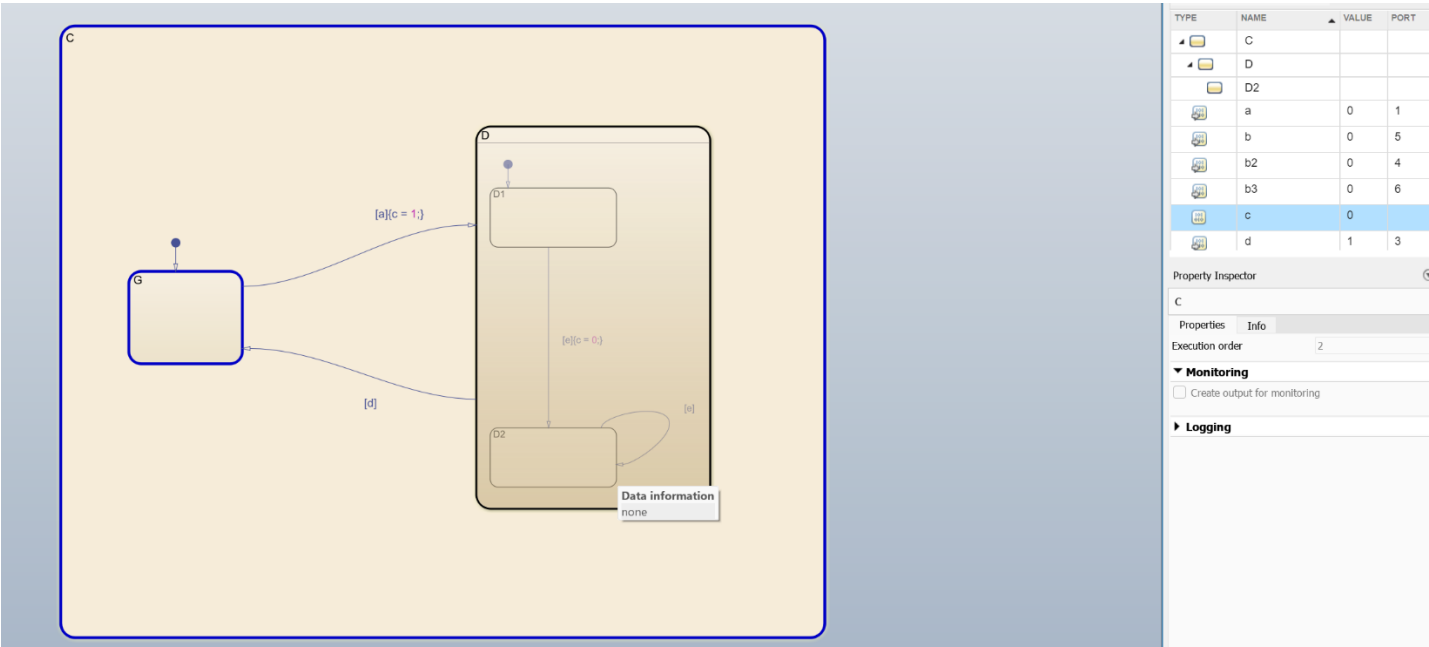 C
D
D1
[a]{c = 1;}
G
[e]{c = 0;}
[d]
[e]
D2
Data information
none
TYPE NAME VALUE PORT
C
D
D2
a 0 1
b 0 5
b2 0 4
b3 0 6
c 0
d 1 3
Property Inspector
C
Properties Info
Execution order 2
Monitoring
Create output for monitoring
Logging